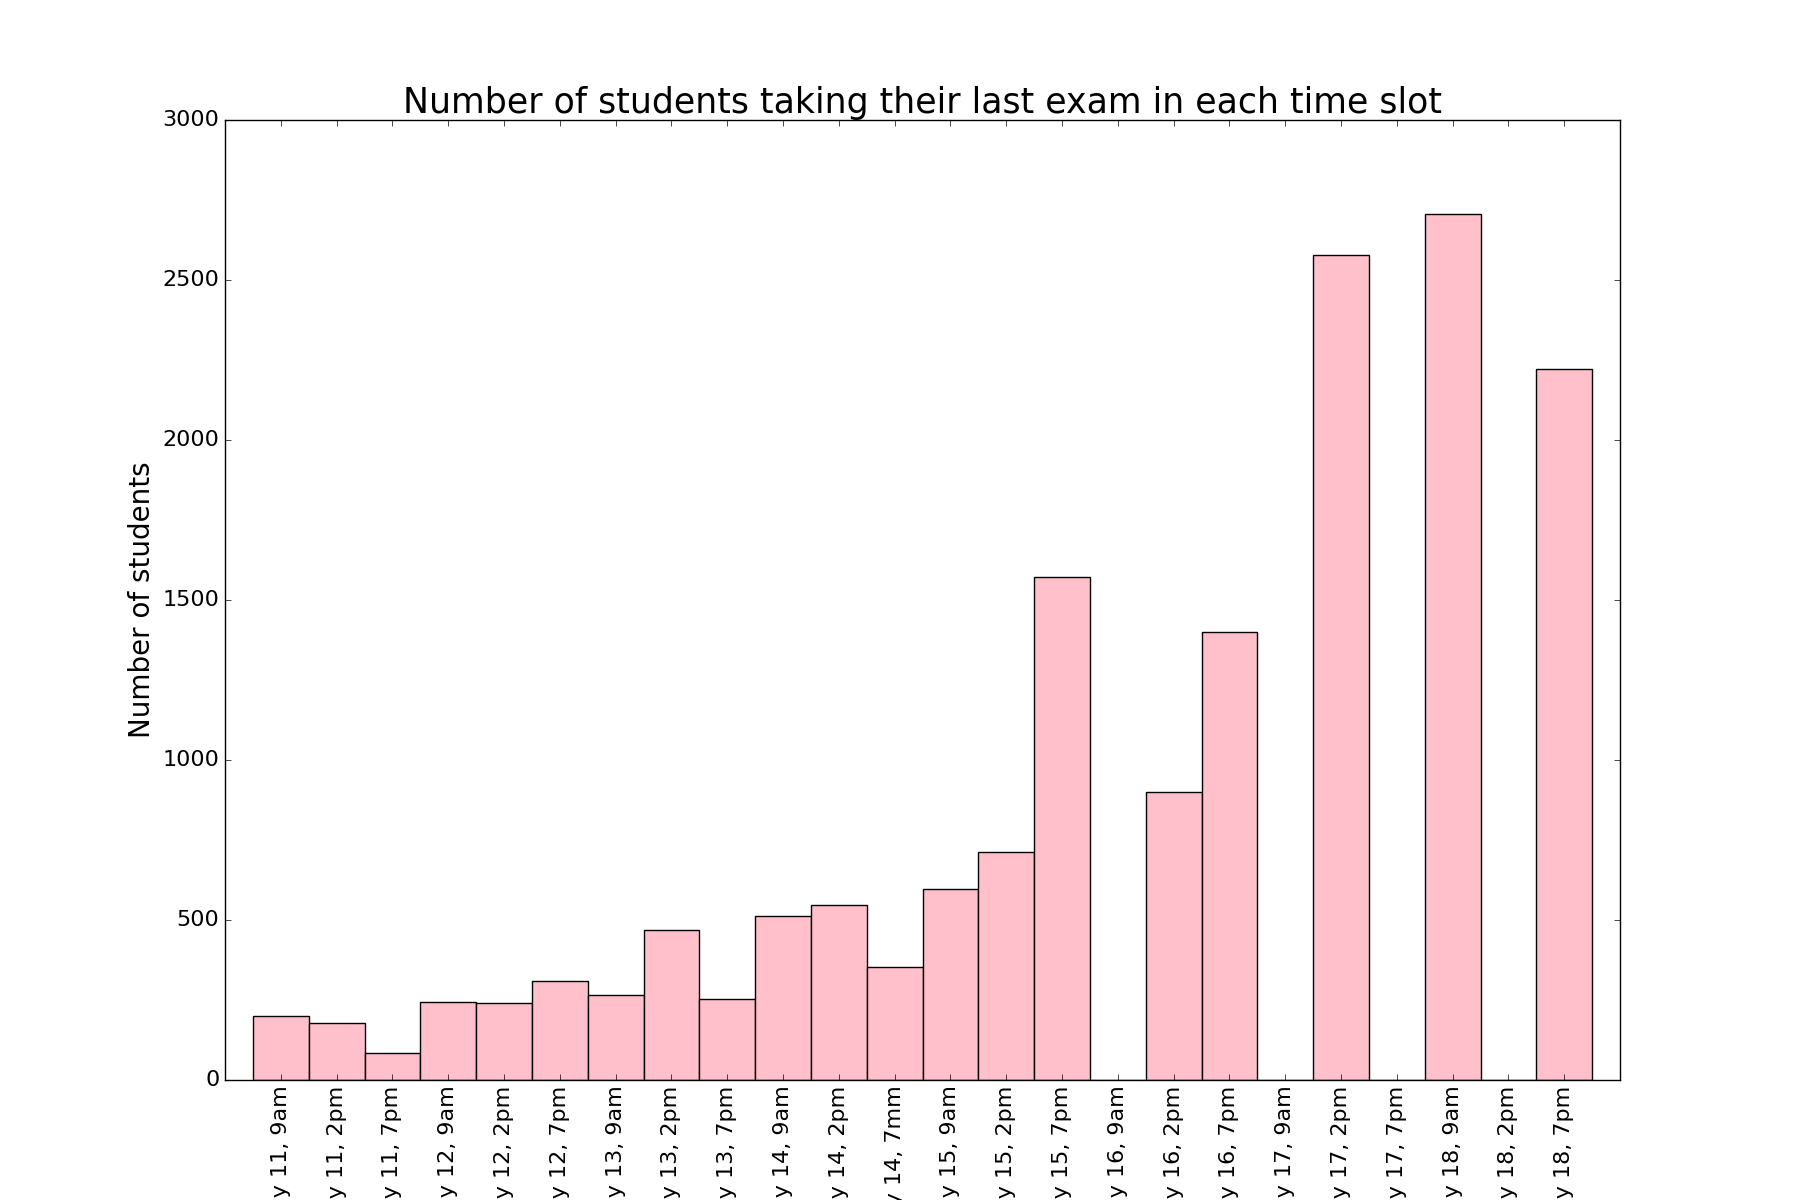 Number of students taking their last exam in each time slot
Number of students
3000
2500
2000
1500
1000
500
0
y 11, 9am
y 11, 2pm
y 11, 7pm
y 12, 9am
y 12, 2pm
y 12, 7pm
y 13, 9am
y 13, 2pm
y 13, 7pm
y 14, 9am
y 14, 2pm
y 14, 7mm
y 15, 9am
y 15, 2pm
y 15, 7pm
y 16, 9am
y 16, 2pm
y 16, 7pm
y 17, 9am
y 17, 2pm
y 17, 7pm
y 18, 9am
y 18, 2pm
y 18, 7pm